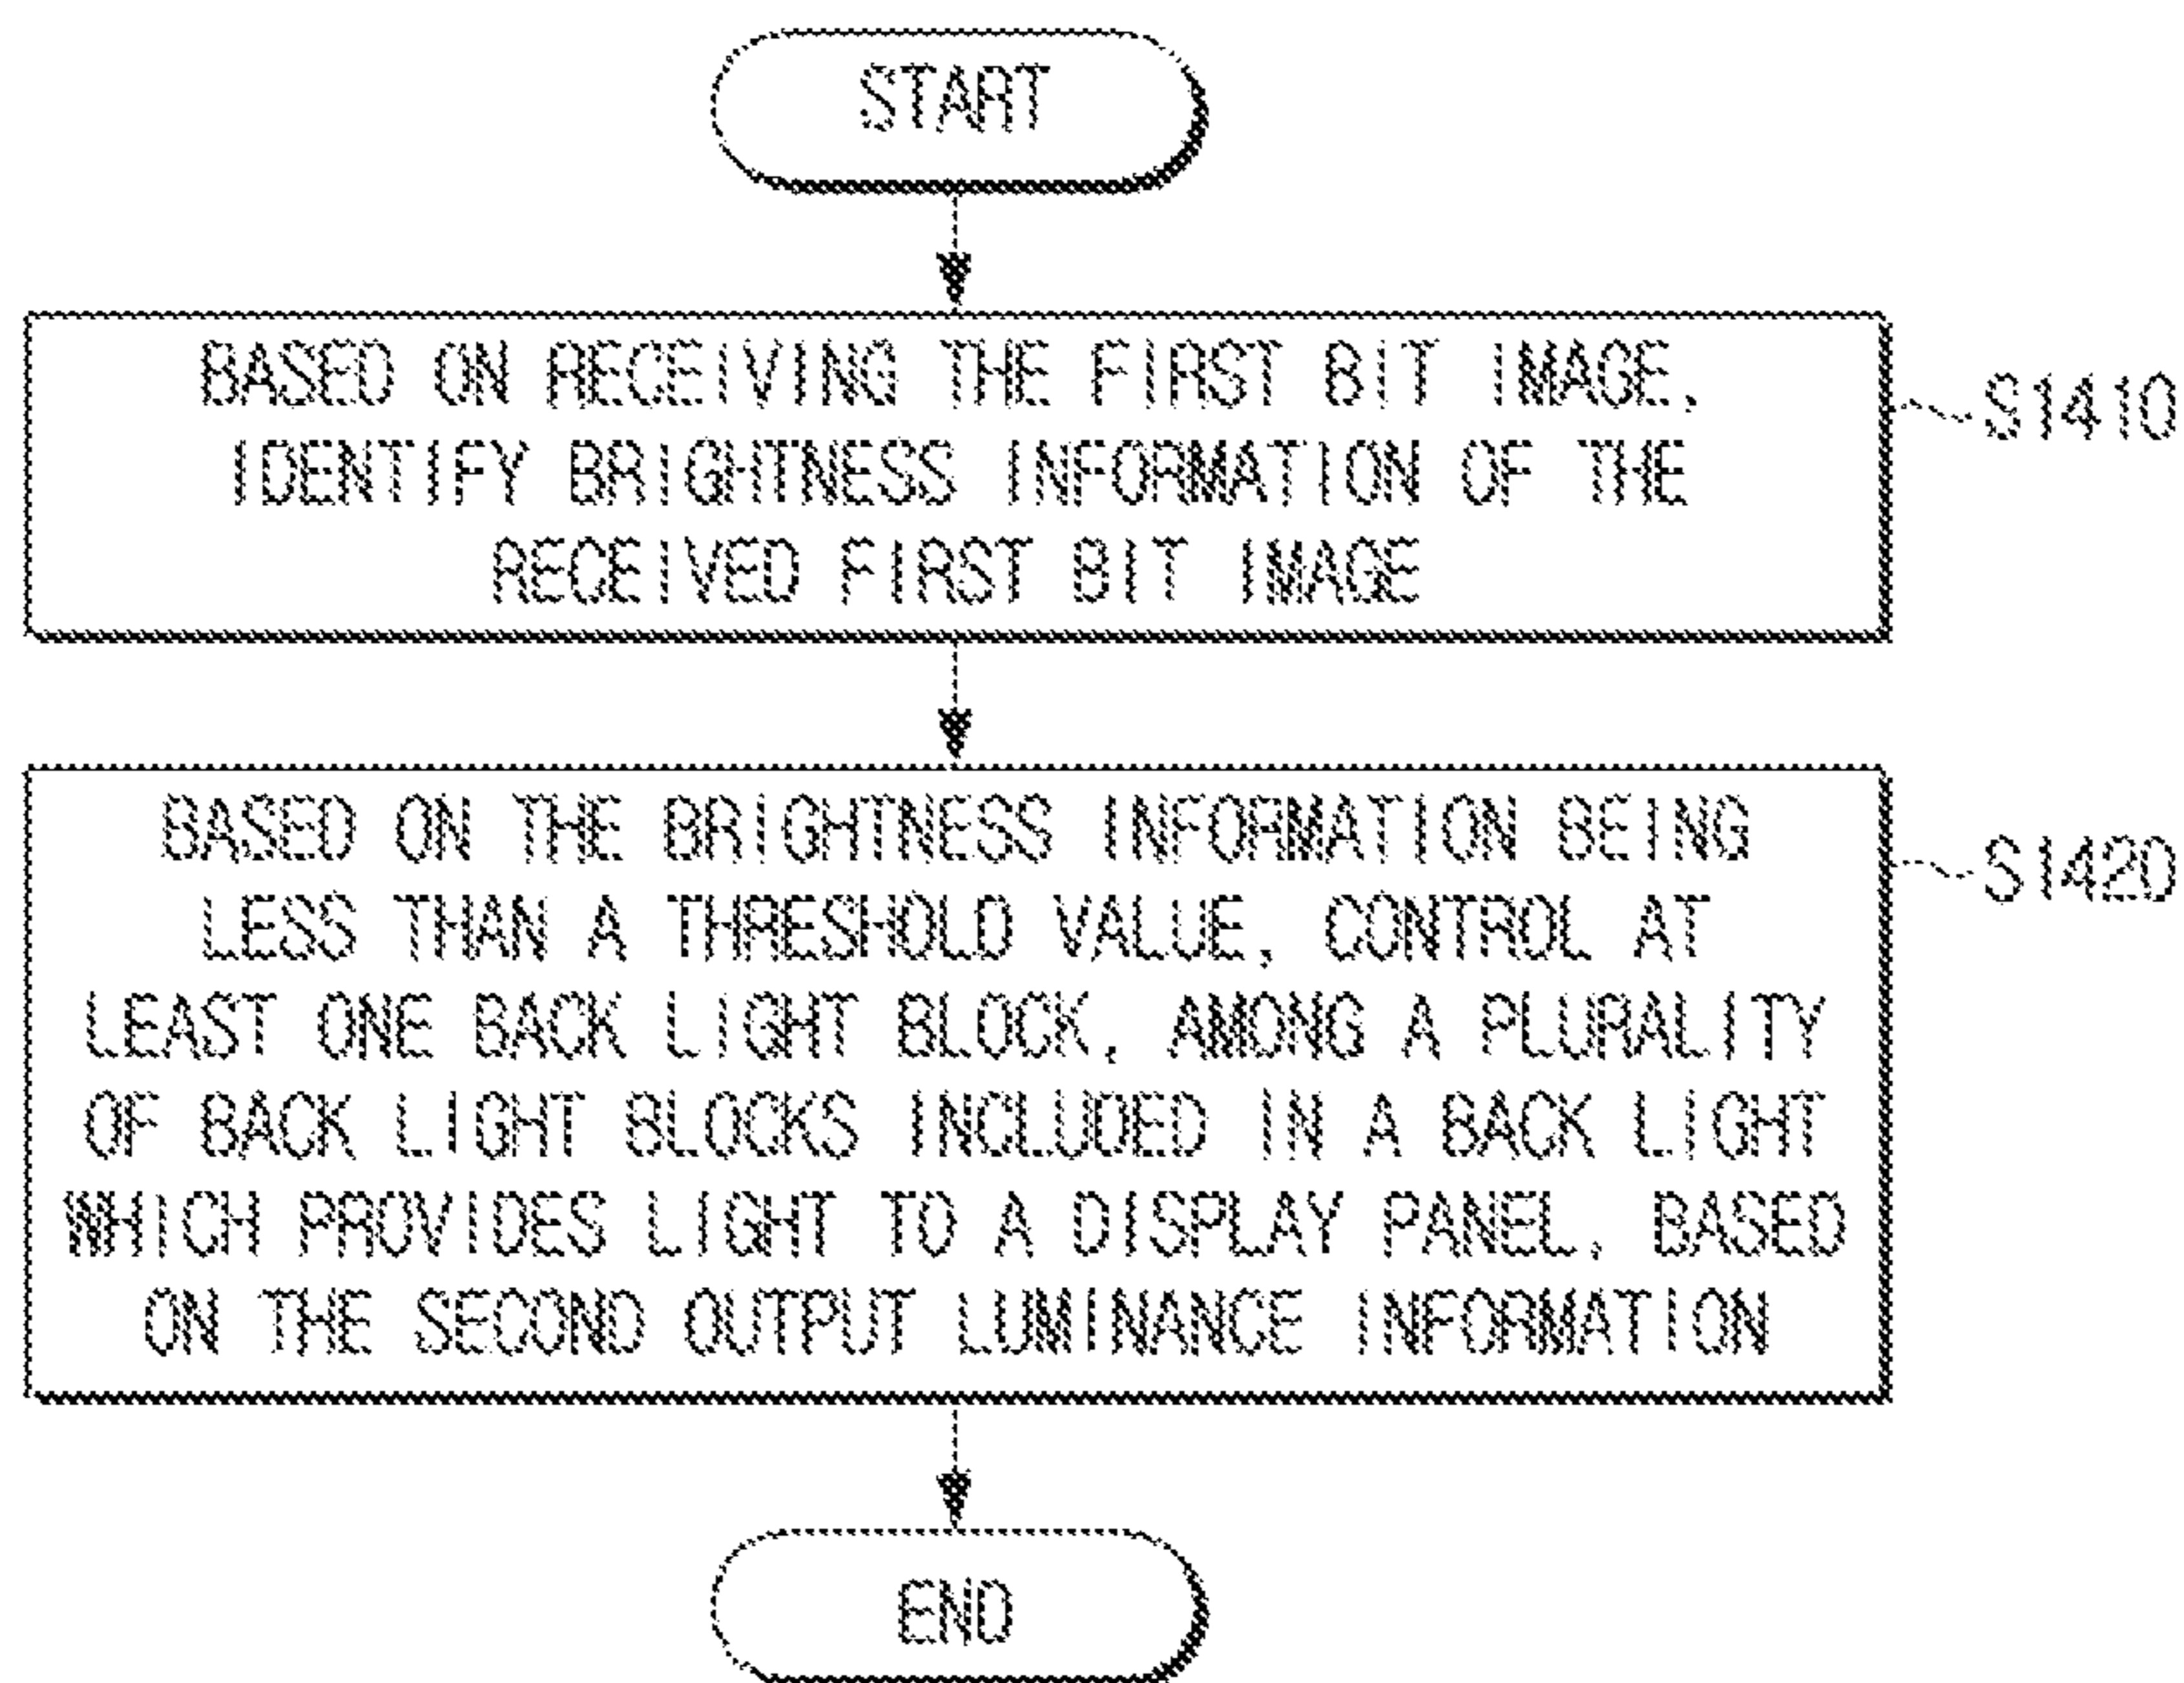 START
BASED ON RECEIVING THE FIRST BIT IMAGE,
IDENTIFY BRIGHTNESS INFORMATION OF THE
RECEIVED FIRST BIT IMAGE
S1410
BASED ON THE BRIGHTNESS INFORMATION BEING
LESS THAN A THRESHOLD VALUE, CONTROL AT
LEAST ONE BACK LIGHT BLOCK, AMONG A PLURALITY
OF BACK LIGHT BLOCKS INCLUDED IN A BACK LIGHT
WHICH PROVIDES LIGHT TO A DISPLAY PANEL, BASED
ON THE SECOND OUTPUT LUMINANCE INFORMATION
S1420
END